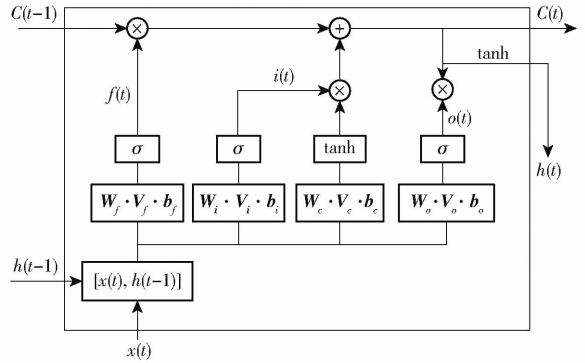 C(t−1)
C(t)
×
+
tanh
f(t)
i(t)
×
×
o(t)
σ
σ
tanh
σ
h(t)
W_f · V_f · b_f
W_i · V_i · b_i
W_c · V_c · b_c
W_o · V_o · b_o
h(t−1)
[x(t), h(t−1)]
x(t)